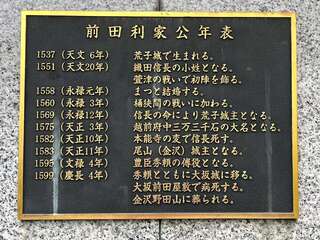 前田利家公年表
1537 (天文 6年) 荒子城で生まれる。
1551 (天文20年) 織田信長の小姓となる。
萱津の戦いで初陣を飾る。
1558 (永禄元年) まつと結婚する。
1560 (永禄 3年) 桶狭間の戦いに加わる。
1569 (永禄12年) 信長の命により荒子城主となる。
1575 (天正 3年) 越前府中三万三千石の大名となる。
1582 (天正10年) 本能寺の変で信長死す。
1583 (天正11年) 尾山(金沢)城主となる。
1595 (文禄 4年) 豊臣秀頼の傅役となる。
1599 (慶長 4年) 秀頼とともに大坂城に移る。
大坂前田屋敷で病死する。
金沢野田山に葬られる。